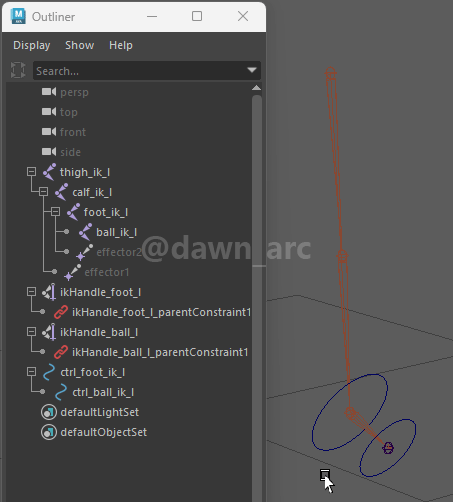 Outliner
Display Show Help
Search...
persp
top
front
side
thigh_ik_l
calf_ik_l
foot_ik_l
ball_ik_l
effector2
effector1
@dawn_arc
ikHandle_foot_l
ikHandle_foot_l_parentConstraint1
ikHandle_ball_l
ikHandle_ball_l_parentConstraint1
ctrl_foot_ik_l
ctrl_ball_ik_l
defaultLightSet
defaultObjectSet